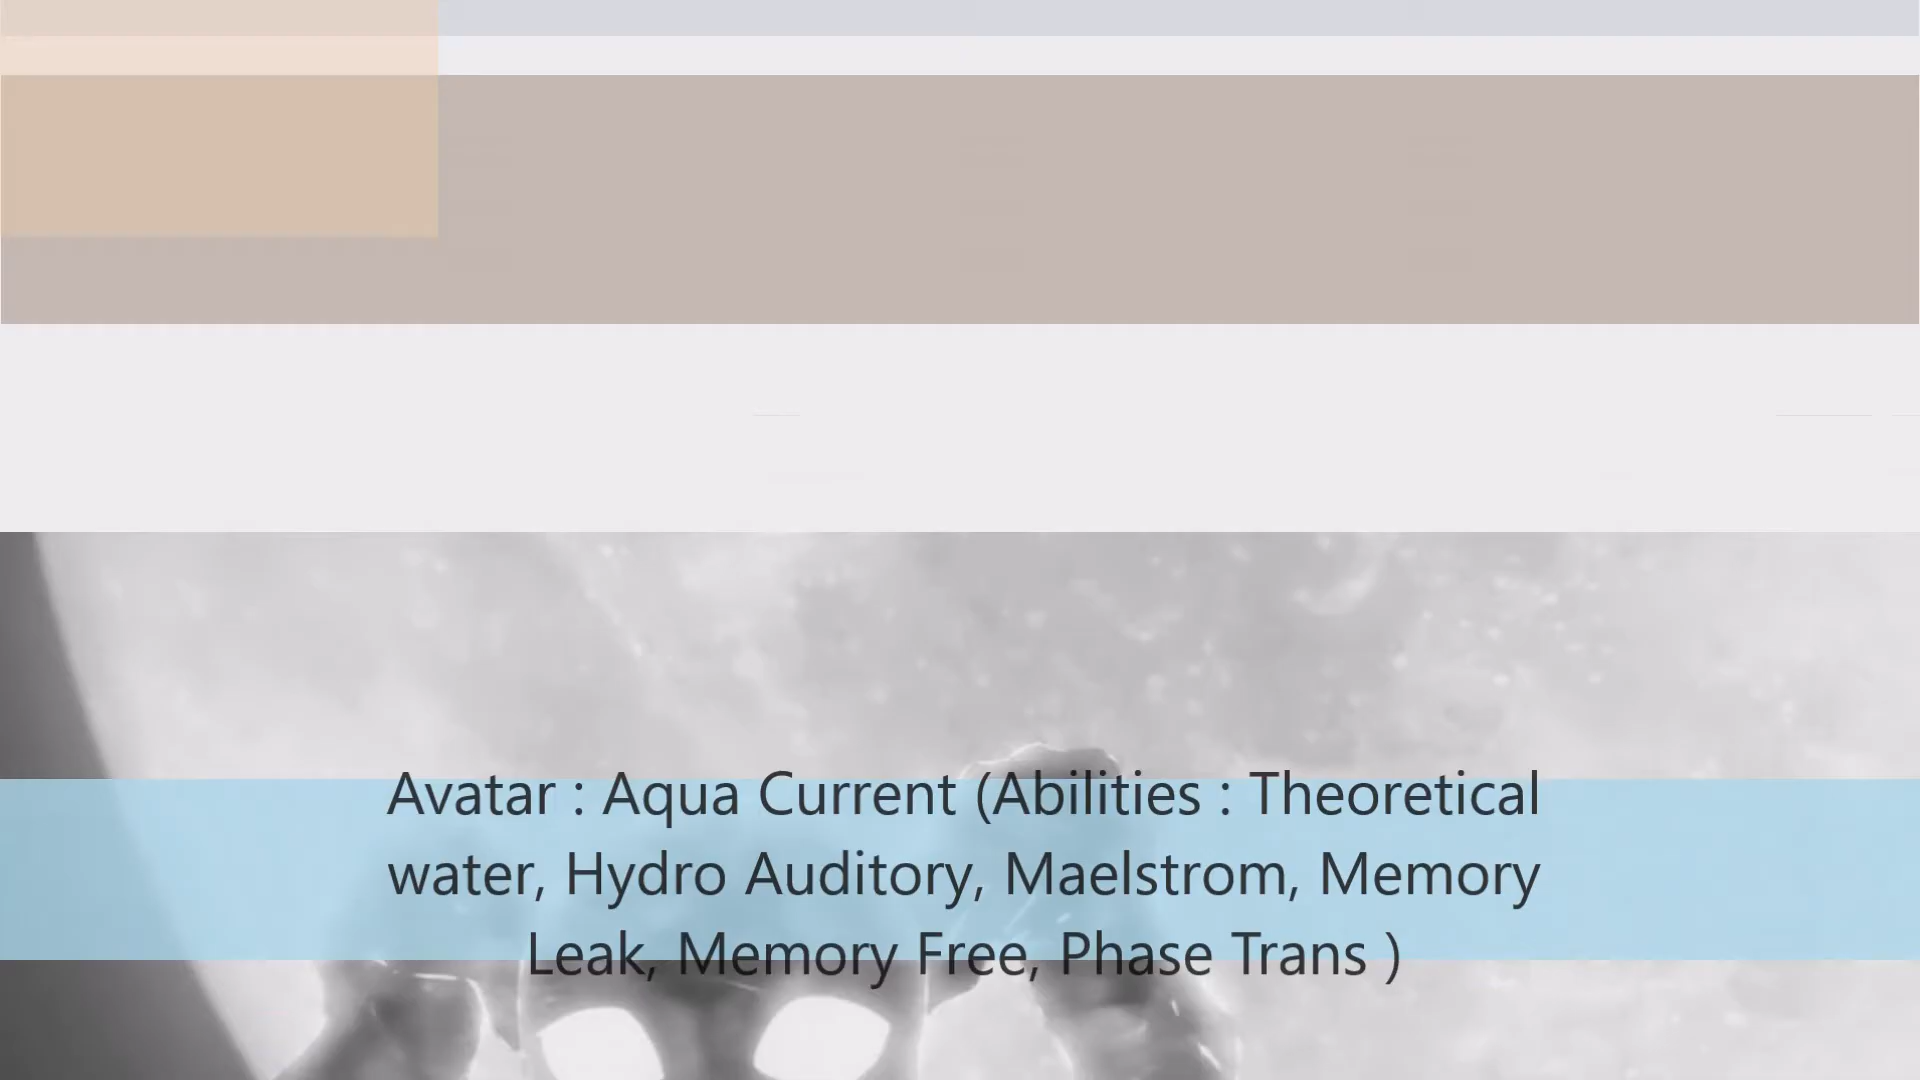 Avatar : Aqua Current (Abilities : Theoretical
water, Hydro Auditory, Maelstrom, Memory
Leak, Memory Free, Phase Trans )